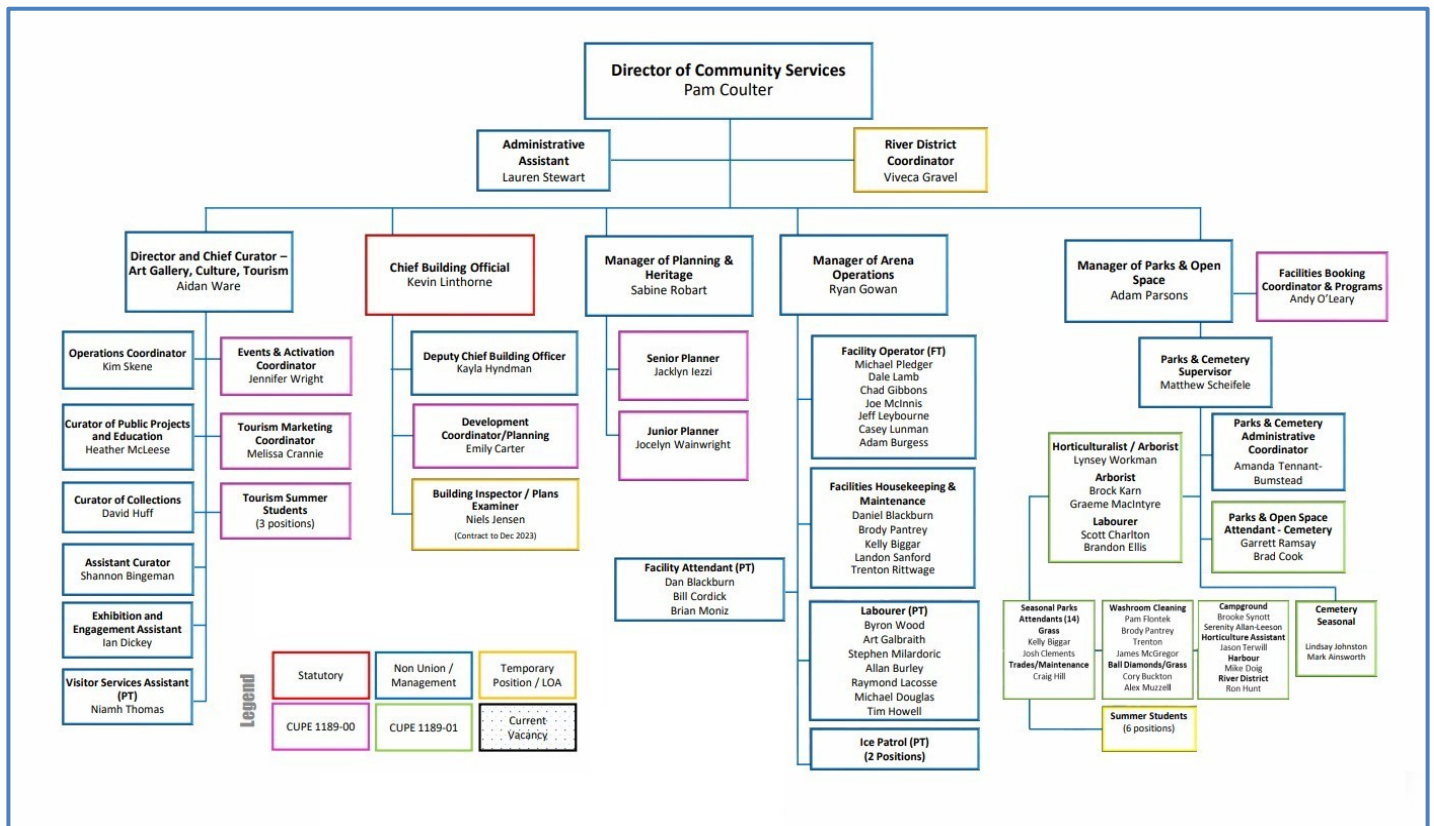 Director of Community Services
Pam Coulter
Administrative
Assistant
Lauren Stewart
River District
Coordinator
Viveca Gravel
Director and Chief Curator –
Art Gallery, Culture, Tourism
Aidan Ware
Chief Building Official
Kevin Linthorne
Manager of Planning &
Heritage
Sabine Robart
Manager of Arena
Operations
Ryan Gowan
Manager of Parks & Open
Space
Adam Parsons
Facilities Booking
Coordinator & Programs
Andy O'Leary
Operations Coordinator
Kim Skene
Events & Activation
Coordinator
Jennifer Wright
Curator of Public Projects
and Education
Heather McLeese
Tourism Marketing
Coordinator
Melissa Crannie
Curator of Collections
David Huff
Tourism Summer
Students
(3 positions)
Assistant Curator
Shannon Bingeman
Exhibition and
Engagement Assistant
Ian Dickey
Visitor Services Assistant
(PT)
Niamh Thomas
Deputy Chief Building Officer
Kayla Hyndman
Development
Coordinator/Planning
Emily Carter
Building Inspector / Plans
Examiner
Niels Jensen
(Contract to Dec 2023)
Senior Planner
Jacklyn Iezzi
Junior Planner
Jocelyn Wainwright
Facility Operator (FT)
Michael Pledger
Dale Lamb
Chad Gibbons
Joe McInnis
Jeff Leybourne
Casey Lunman
Adam Burgess
Facilities Housekeeping &
Maintenance
Daniel Blackburn
Brody Pantrey
Kelly Biggar
Landon Sanford
Trenton Rittwage
Facility Attendant (PT)
Dan Blackburn
Bill Cordick
Brian Moniz
Labourer (PT)
Byron Wood
Art Galbraith
Stephen Milardoric
Allan Burley
Raymond Lacosse
Michael Douglas
Tim Howell
Ice Patrol (PT)
(2 Positions)
Parks & Cemetery
Supervisor
Matthew Scheifele
Horticulturalist / Arborist
Lynsey Workman
Arborist
Brock Karn
Graeme MacIntyre
Labourer
Scott Charlton
Brandon Ellis
Parks & Cemetery
Administrative
Coordinator
Amanda Tennant-
Bumstead
Parks & Open Space
Attendant - Cemetery
Garrett Ramsay
Brad Cook
Seasonal Parks
Attendants (14)
Grass
Kelly Biggar
Josh Clements
Trades/Maintenance
Craig Hill
Washroom Cleaning
Pam Flontek
Brody Pantrey
Trenton
James McGregor
Ball Diamonds/Grass
Cory Buckton
Alex Muzzell
Campground
Brooke Synott
Serenity Allan-Leeson
Horticulture Assistant
Jason Terwill
Harbour
Mike Doig
River District
Ron Hunt
Cemetery
Seasonal
Lindsay Johnston
Mark Ainsworth
Summer Students
(6 positions)
Legend
Statutory
Non Union /
Management
Temporary
Position / LOA
CUPE 1189-00
CUPE 1189-01
Current
Vacancy